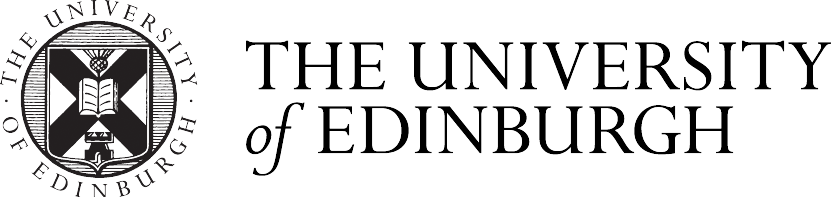 THE UNIVERSITY
OF EDINBURGH
THE UNIVERSITY
of EDINBURGH